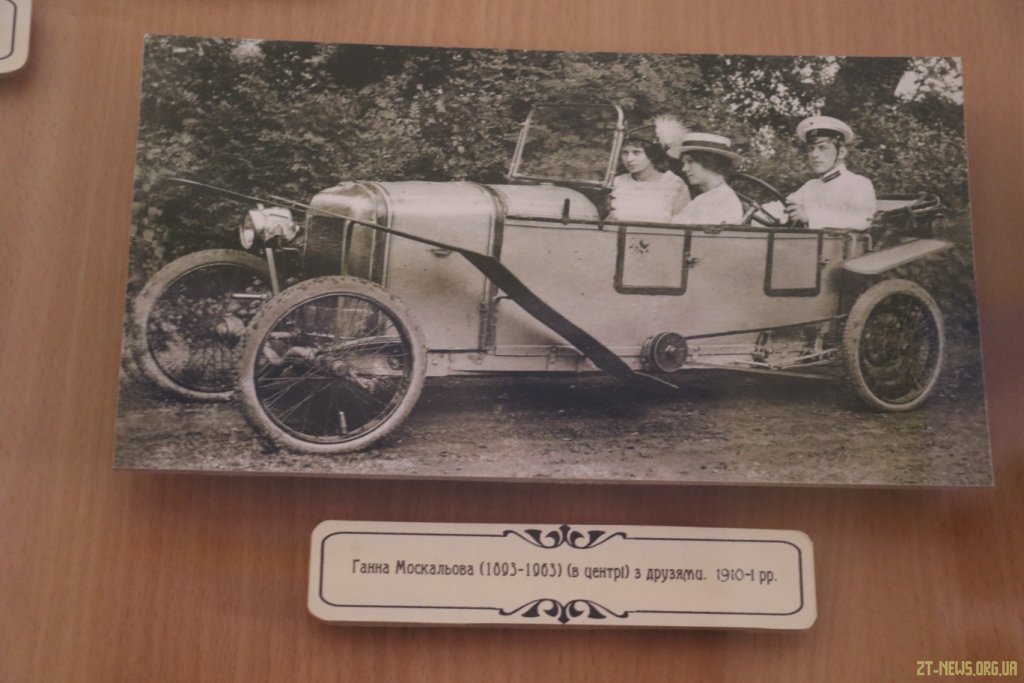 Ганна Москальова (1893-1983) (в центрі) з друзями. 1910-і рр.
ZT-NEWS.ORG.UA